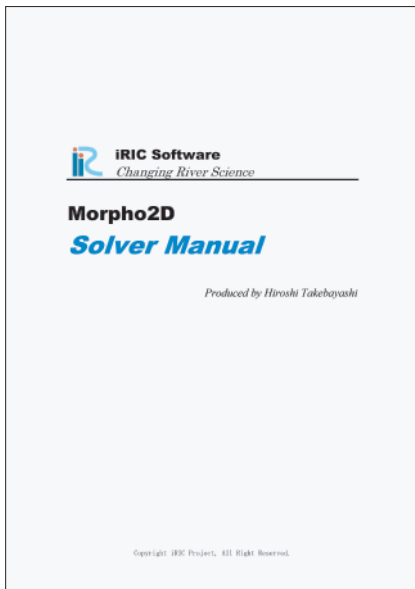 iRIC Software
Changing River Science
Morpho2D
Solver Manual
Produced by Hiroshi Takebayashi
Copyright iRIC Project, All Right Reserved.